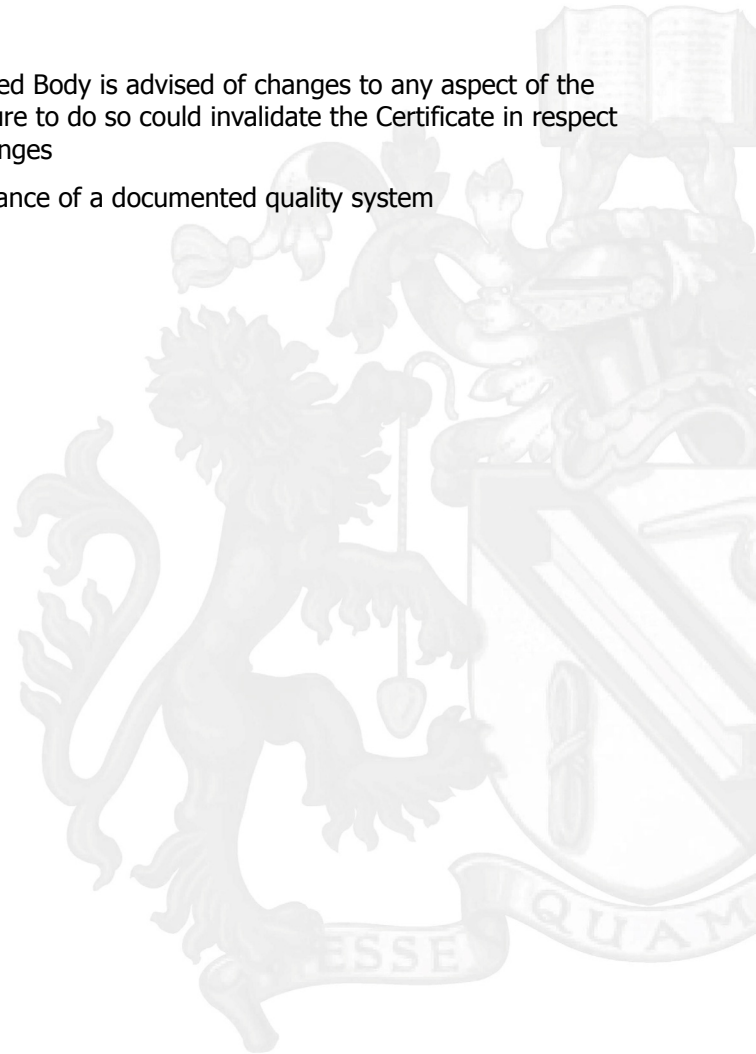 ed Body is advised of changes to any aspect of the
ure to do so could invalidate the Certificate in respect
nges
ance of a documented quality system
ESSE
QUAM